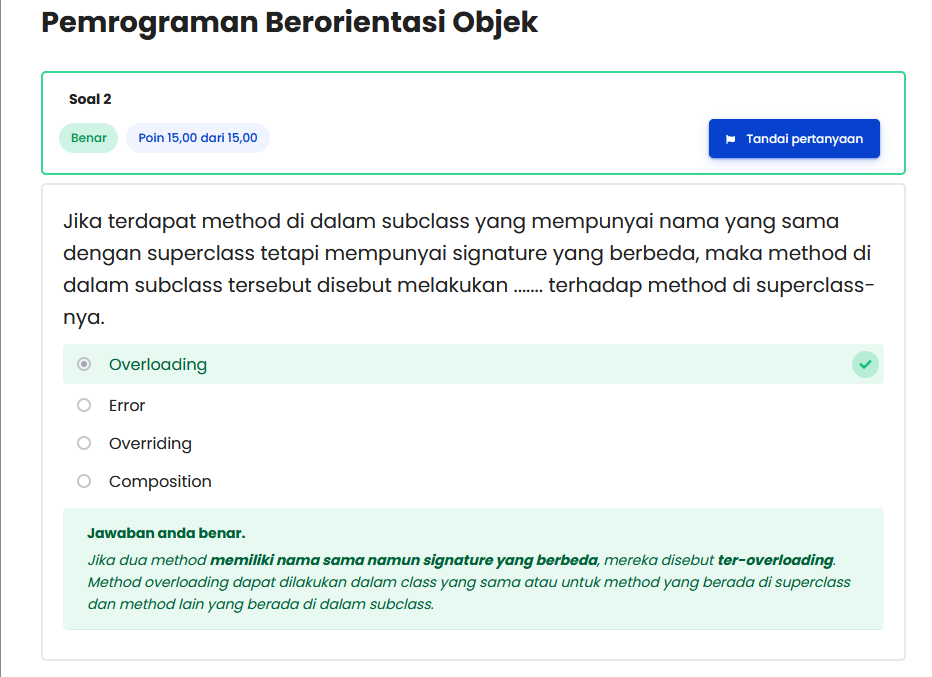 Pemrograman Berorientasi Objek
Soal 2
Benar
Poin 15,00 dari 15,00
Tandai pertanyaan
Jika terdapat method di dalam subclass yang mempunyai nama yang sama
dengan superclass tetapi mempunyai signature yang berbeda, maka method di
dalam subclass tersebut disebut melakukan ....... terhadap method di superclass-
nya.
Overloading
Error
Overriding
Composition
Jawaban anda benar.
Jika dua method memiliki nama sama namun signature yang berbeda, mereka disebut ter-overloading.
Method overloading dapat dilakukan dalam class yang sama atau untuk method yang berada di superclass
dan method lain yang berada di dalam subclass.